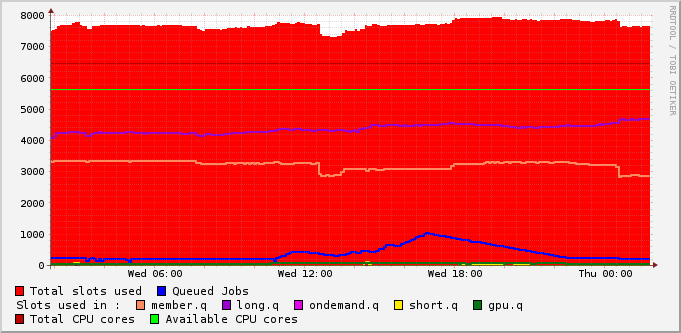 8000
7000
6000
5000
4000
3000
2000
1000
0
Wed 06:00 Wed 12:00 Wed 18:00 Thu 00:00
RRDTOOL / TOBI OETIKER
Total slots used Queued Jobs
Slots used in : member.q long.q ondemand.q short.q gpu.q
Total CPU cores Available CPU cores